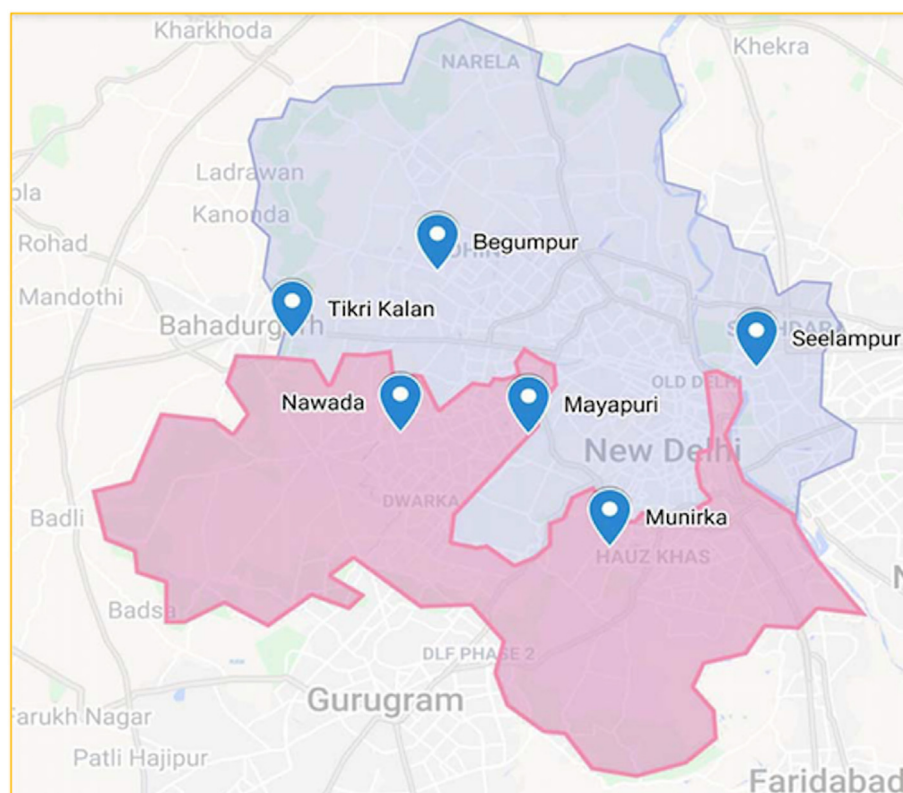 Kharkhoda
Khekra
NARELA
Ladrawan
Kanonda
Begumpur
Rohad
Mandothi
Tikri Kalan
Bahadurgarh
Seelampur
OLD DELHI
Nawada
Mayapuri
New Delhi
DWARKA
Munirka
Badli
HAUZ KHAS
Badsa
DLF PHASE 2
Gurugram
Farukh Nagar
Patli Hajipur
Faridabad